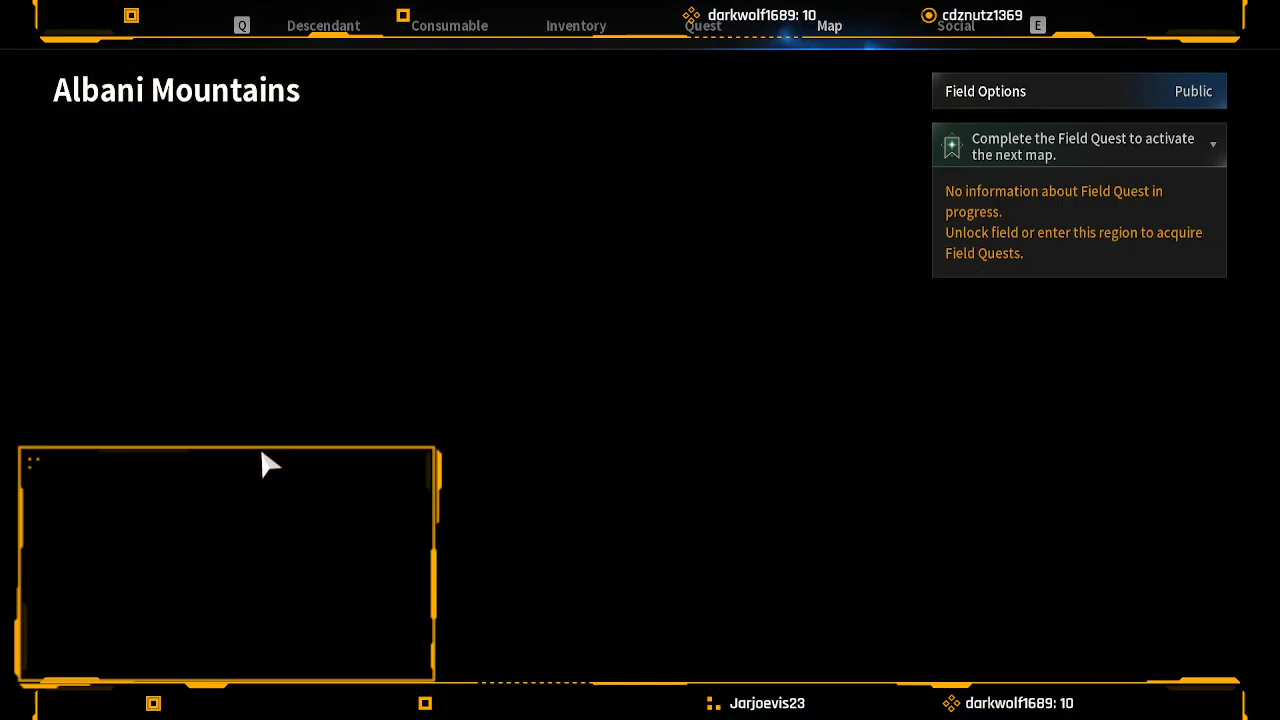 darkwolf1689: 10
cdznutz1369
Q Descendant Consumable Inventory Quest Map Social E
Albani Mountains
Field Options Public
Complete the Field Quest to activate
the next map.
No information about Field Quest in
progress.
Unlock field or enter this region to acquire
Field Quests.
Jarjoevis23
darkwolf1689: 10